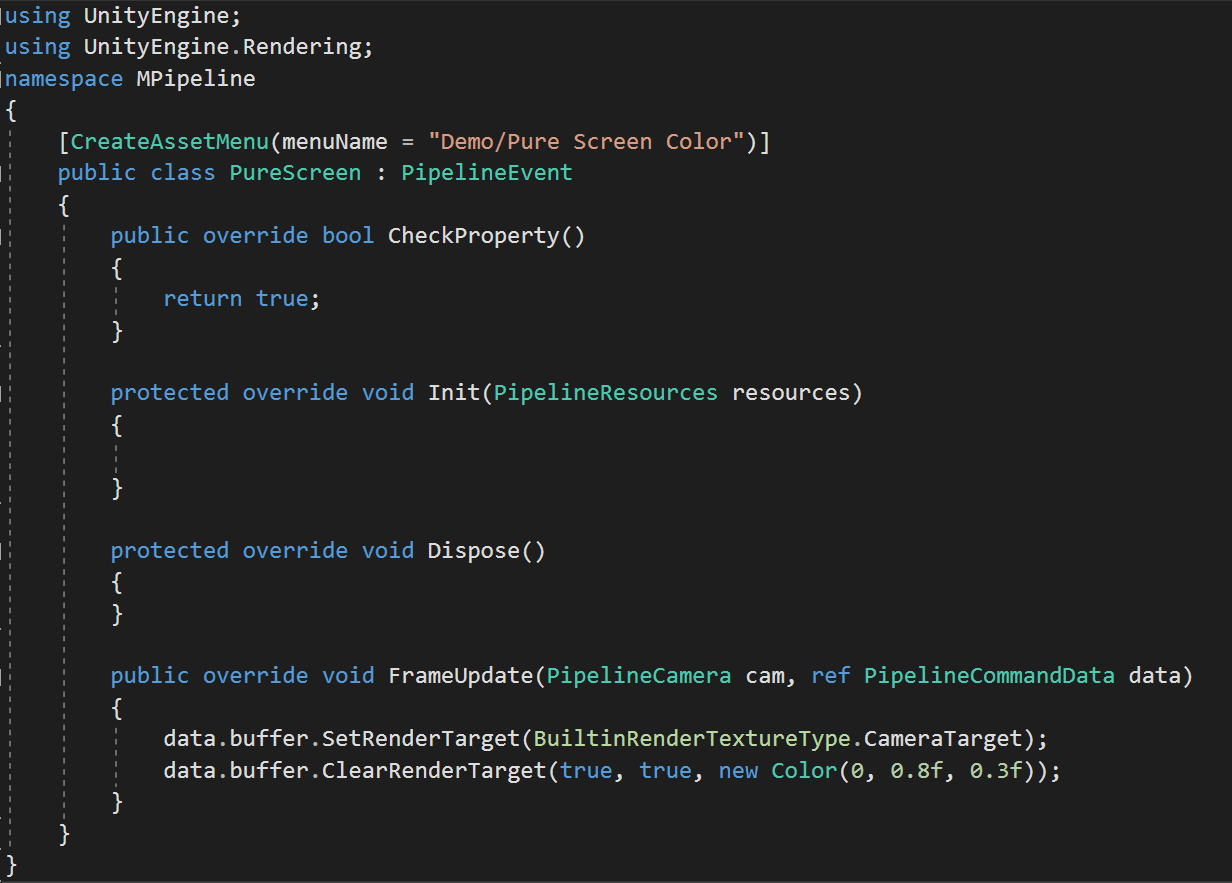 using UnityEngine;
using UnityEngine.Rendering;
namespace MPipeline
{
    [CreateAssetMenu(menuName = "Demo/Pure Screen Color")]
    public class PureScreen : PipelineEvent
    {
        public override bool CheckProperty()
        {
            return true;
        }

        protected override void Init(PipelineResources resources)
        {

        }

        protected override void Dispose()
        {
        }

        public override void FrameUpdate(PipelineCamera cam, ref PipelineCommandData data)
        {
            data.buffer.SetRenderTarget(BuiltinRenderTextureType.CameraTarget);
            data.buffer.ClearRenderTarget(true, true, new Color(0, 0.8f, 0.3f));
        }
    }
}